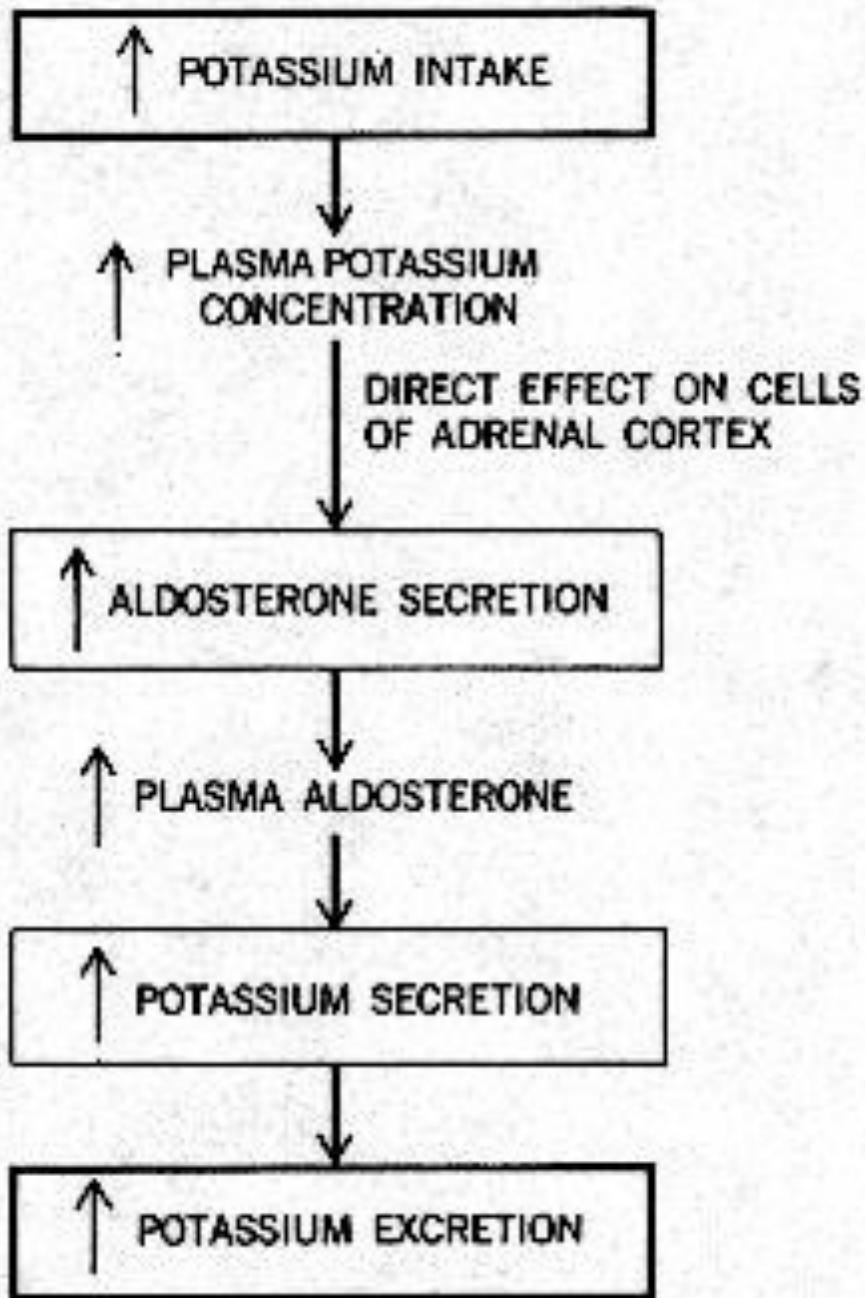 ↑ POTASSIUM INTAKE
↑ PLASMA POTASSIUM
CONCENTRATION
DIRECT EFFECT ON CELLS
OF ADRENAL CORTEX
↑ ALDOSTERONE SECRETION
↑ PLASMA ALDOSTERONE
↑ POTASSIUM SECRETION
↑ POTASSIUM EXCRETION